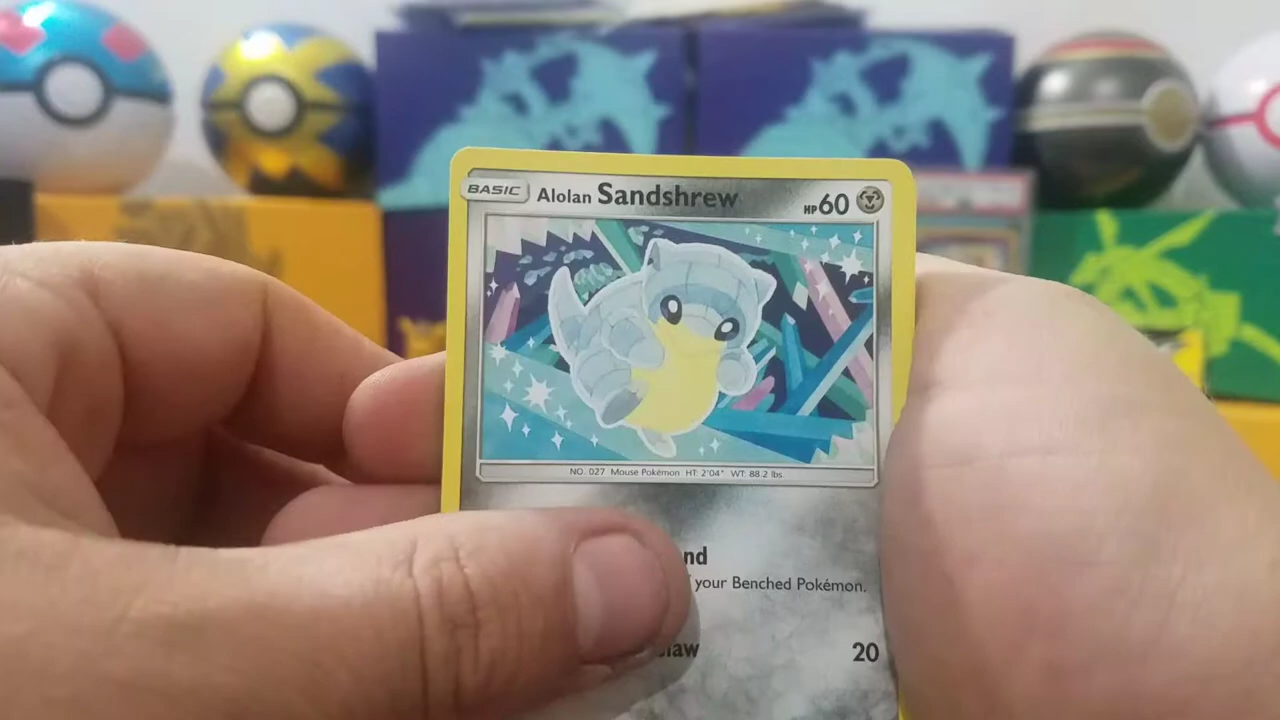 BASIC Alolan Sandshrew HP60
NO. 027 Mouse Pokémon HT: 2'04" WT: 88.2 lbs.
nd
your Benched Pokémon.
law 20